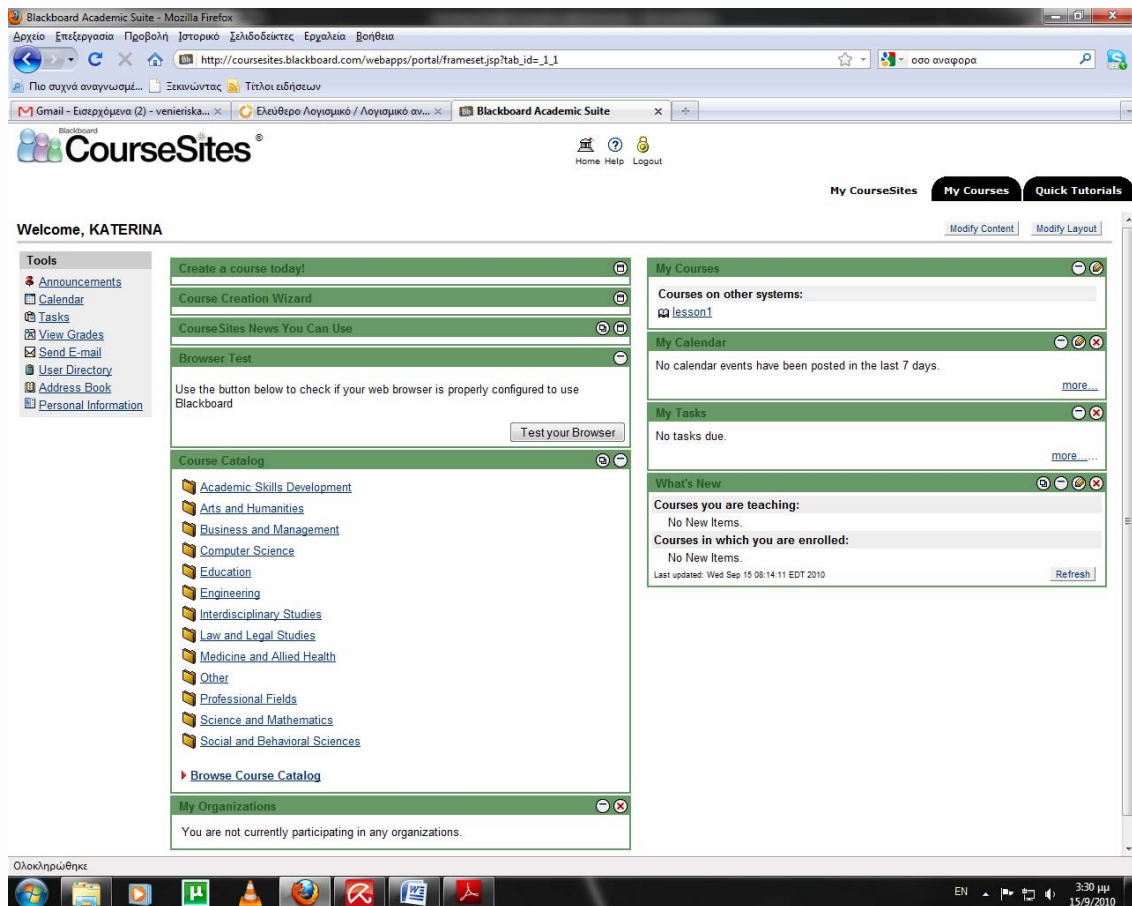 Blackboard Academic Suite - Mozilla Firefox
Αρχείο Επεξεργασία Προβολή Ιστορικό Σελιδοδείκτες Εργαλεία Βοήθεια
http://coursesites.blackboard.com/webapps/portal/frameset.jsp?tab_id=_1_1 οσο αναφορα
Πιο συχνά αναγνωσμέ... Ξεκινώντας Τίτλοι ειδήσεων
Gmail - Εισερχόμενα (2) - venieriska... Ελεύθερο Λογισμικό / Λογισμικό αν... Blackboard Academic Suite
Blackboard
CourseSites®
Home Help Logout
My CourseSites My Courses Quick Tutorials
Welcome, KATERINA
Modify Content Modify Layout
Tools
Announcements
Calendar
Tasks
View Grades
Send E-mail
User Directory
Address Book
Personal Information
Create a course today!
Course Creation Wizard
CourseSites News You Can Use
Browser Test
Use the button below to check if your web browser is properly configured to use
Blackboard
Test your Browser
Course Catalog
Academic Skills Development
Arts and Humanities
Business and Management
Computer Science
Education
Engineering
Interdisciplinary Studies
Law and Legal Studies
Medicine and Allied Health
Other
Professional Fields
Science and Mathematics
Social and Behavioral Sciences
Browse Course Catalog
My Organizations
You are not currently participating in any organizations.
My Courses
Courses on other systems:
lesson1
My Calendar
No calendar events have been posted in the last 7 days.
more...
My Tasks
No tasks due.
more......
What's New
Courses you are teaching:
No New Items.
Courses in which you are enrolled:
No New Items.
Last updated: Wed Sep 15 08:14:11 EDT 2010
Refresh
Ολοκληρώθηκε
EN
3:30 μμ
15/9/2010